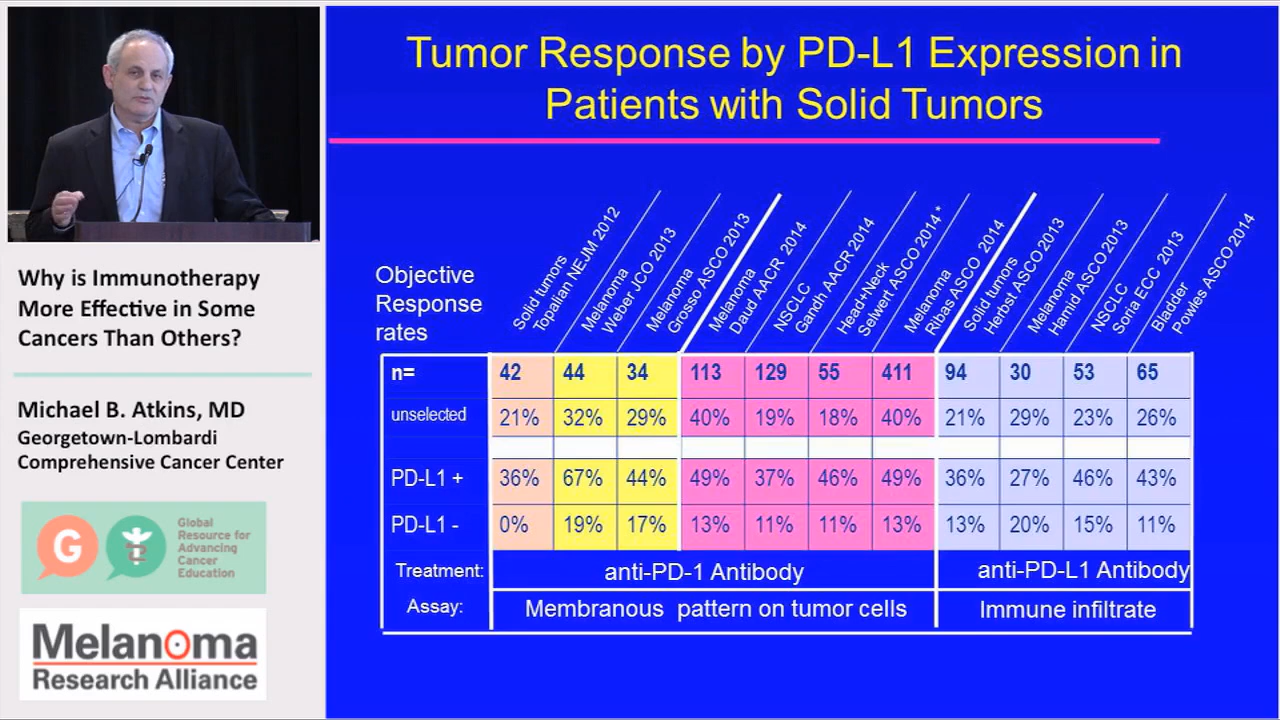 Tumor Response by PD-L1 Expression in
Patients with Solid Tumors
Why is Immunotherapy
More Effective in Some
Cancers Than Others?
Michael B. Atkins, MD
Georgetown-Lombardi
Comprehensive Cancer Center
G
Global
Resource for
Advancing
Cancer
Education
Melanoma
Research Alliance
Objective
Response
rates
Solid tumors
Topalian NEJM 2012
Melanoma
Weber JCO 2013
Melanoma
Grosso ASCO 2013
Melanoma
Daud AACR 2014
NSCLC
Gandhi AACR 2014
Head+Neck
Selwert ASCO 2014 *
Melanoma
Ribas ASCO 2014
Solid tumors
Herbst ASCO 2013
Melanoma
Hamid ASCO 2013
NSCLC
Soria ECC 2013
Bladder
Powles ASCO 2014
n= 42 44 34 113 129 55 411 94 30 53 65
unselected 21% 32% 29% 40% 19% 18% 40% 21% 29% 23% 26%
PD-L1 + 36% 67% 44% 49% 37% 46% 49% 36% 27% 46% 43%
PD-L1 - 0% 19% 17% 13% 11% 11% 13% 13% 20% 15% 11%
Treatment: anti-PD-1 Antibody anti-PD-L1 Antibody
Assay: Membranous pattern on tumor cells Immune infiltrate